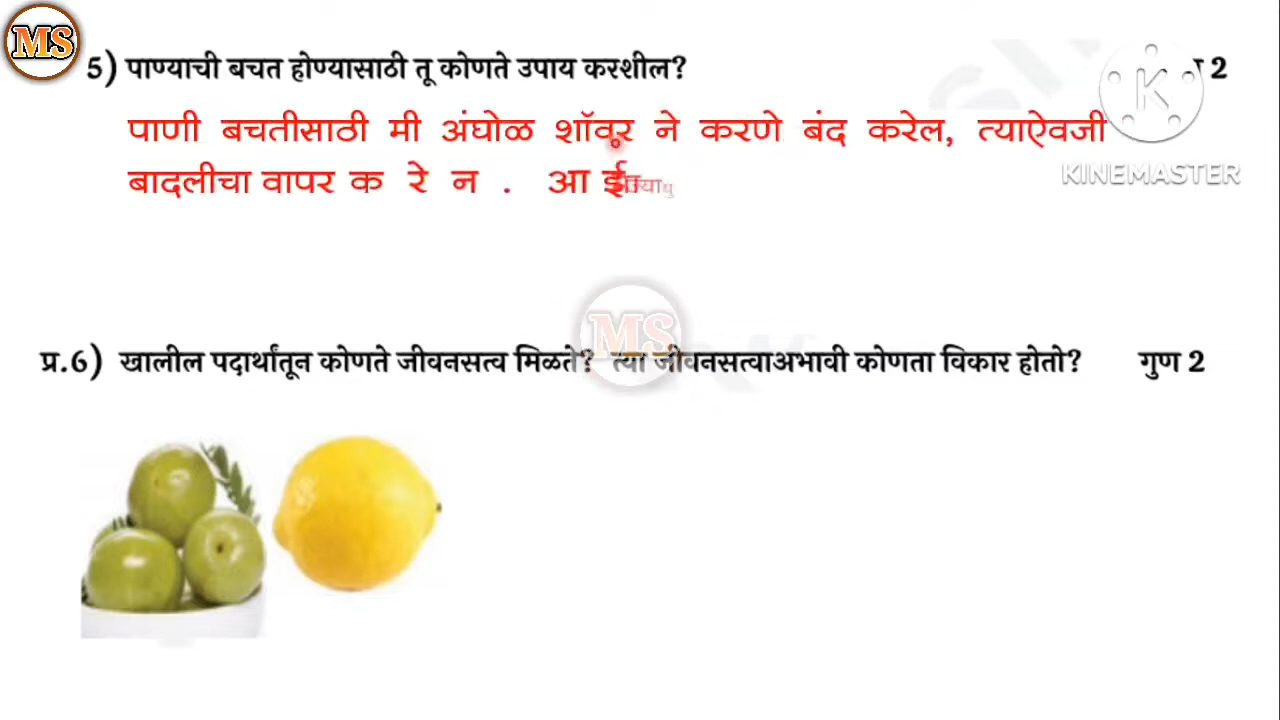 MS
5) पाण्याची बचत होण्यासाठी तू कोणते उपाय करशील? 2
पाणी बचतीसाठी मी अंघोळ शॉवर ने करणे बंद करेल, त्याऐवजी
बादलीचा वापर क रे न . आ ई
K
KINEMASTER
MS
प्र.6) खालील पदार्थांतून कोणते जीवनसत्व मिळते? त्या जीवनसत्वाअभावी कोणता विकार होतो? गुण 2